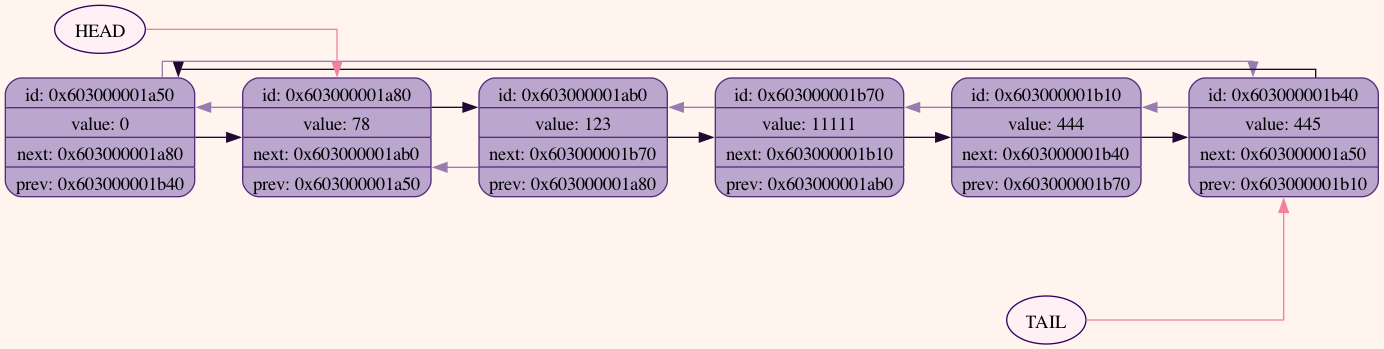 HEAD
id: 0x603000001a50
value: 0
next: 0x603000001a80
prev: 0x603000001b40
id: 0x603000001a80
value: 78
next: 0x603000001ab0
prev: 0x603000001a50
id: 0x603000001ab0
value: 123
next: 0x603000001b70
prev: 0x603000001a80
id: 0x603000001b70
value: 11111
next: 0x603000001b10
prev: 0x603000001ab0
id: 0x603000001b10
value: 444
next: 0x603000001b40
prev: 0x603000001b70
id: 0x603000001b40
value: 445
next: 0x603000001a50
prev: 0x603000001b10
TAIL